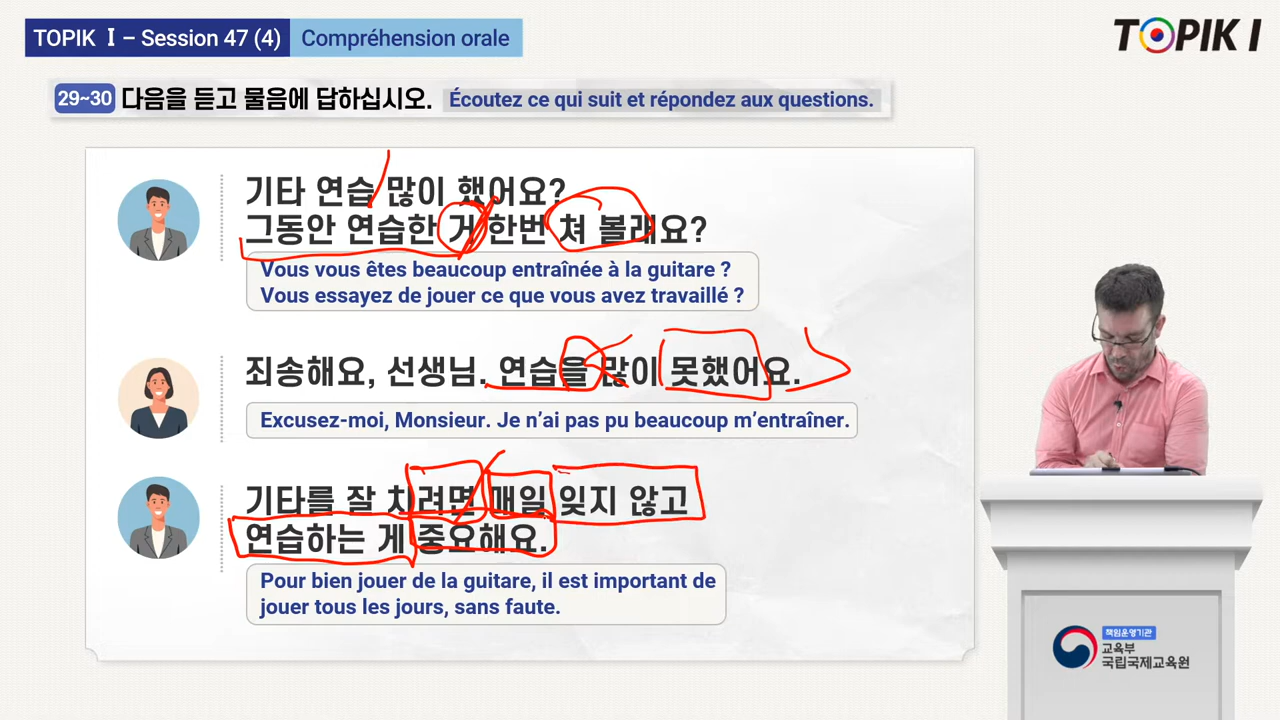 TOPIK Ⅰ – Session 47 (4) Compréhension orale
TOPIK I
29~30 다음을 듣고 물음에 답하십시오. Écoutez ce qui suit et répondez aux questions.
기타 연습 많이 했어요?
그동안 연습한 거 한번 쳐 볼래요?
Vous vous êtes beaucoup entraînée à la guitare ?
Vous essayez de jouer ce que vous avez travaillé ?
죄송해요, 선생님. 연습을 많이 못했어요.
Excusez-moi, Monsieur. Je n’ai pas pu beaucoup m’entraîner.
기타를 잘 치려면 매일 잊지 않고
연습하는 게 중요해요.
Pour bien jouer de la guitare, il est important de
jouer tous les jours, sans faute.
책임운영기관
교육부
국립국제교육원